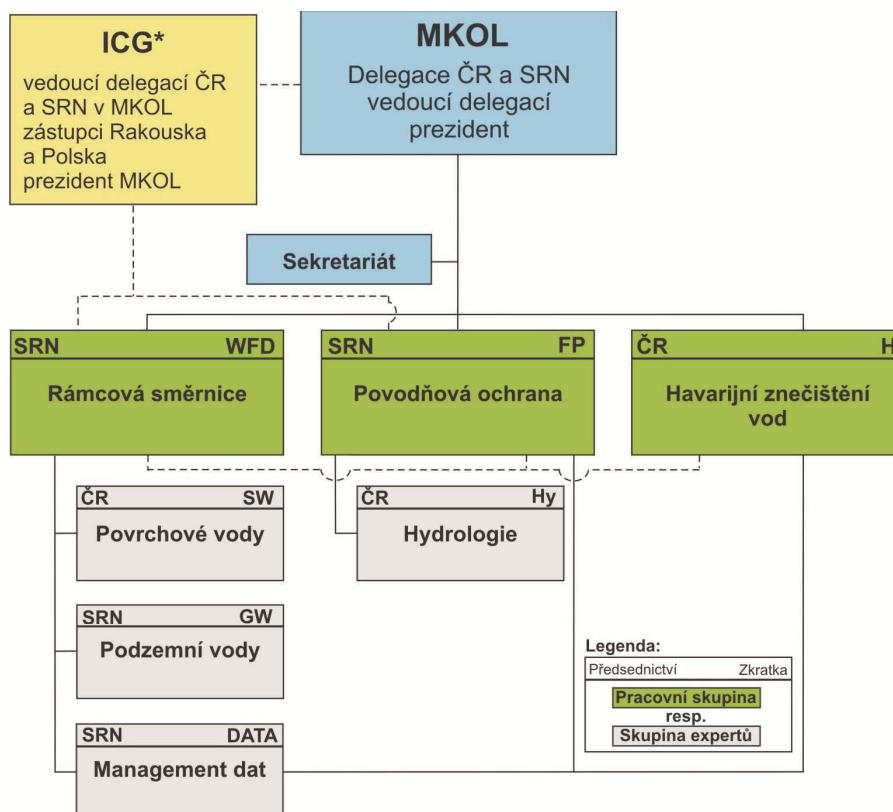 ICG*
vedoucí delegací ČR
a SRN v MKOL
zástupci Rakouska
a Polska
prezident MKOL
MKOL
Delegace ČR a SRN
vedoucí delegací
prezident
Sekretariát
SRN WFD
Rámcová směrnice
SRN FP
Povodňová ochrana
ČR H
Havarijní znečištění
vod
ČR SW
Povrchové vody
ČR Hy
Hydrologie
SRN GW
Podzemní vody
SRN DATA
Management dat
Legenda:
Předsednictví Zkratka
Pracovní skupina
resp.
Skupina expertů